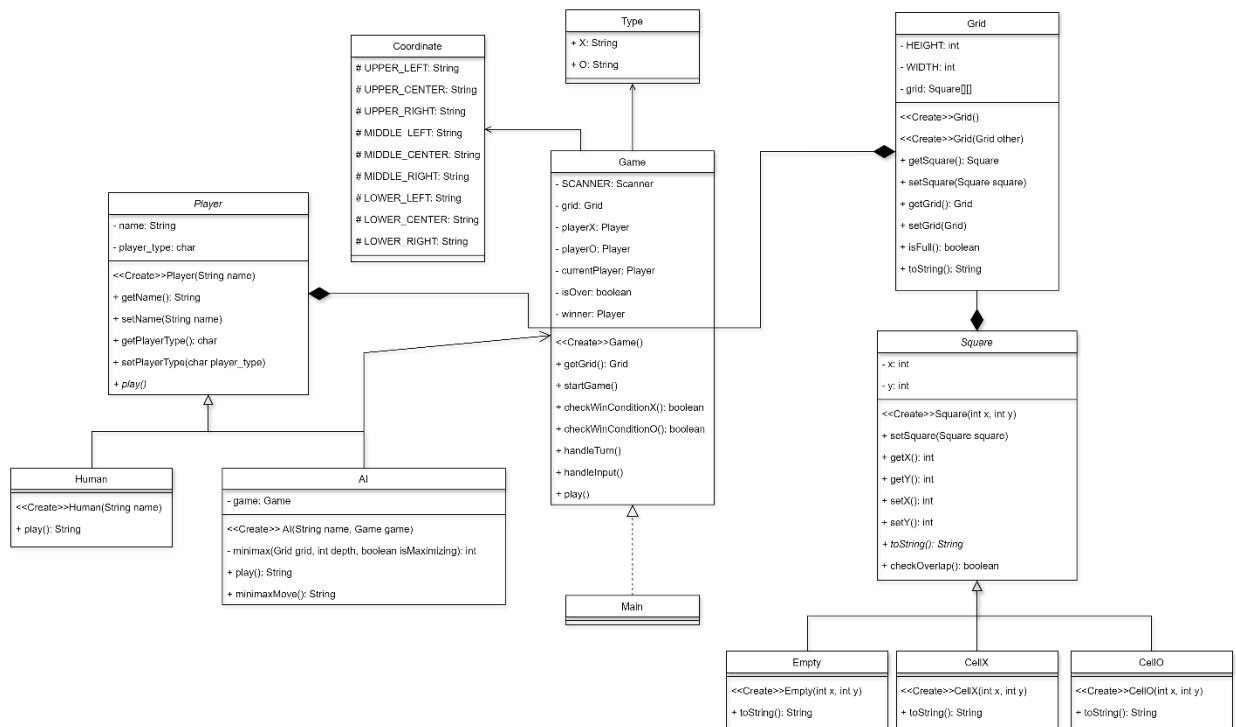 Type
+ X: String
+ O: String
Coordinate
# UPPER_LEFT: String
# UPPER_CENTER: String
# UPPER_RIGHT: String
# MIDDLE_LEFT: String
# MIDDLE_CENTER: String
# MIDDLE_RIGHT: String
# LOWER_LEFT: String
# LOWER_CENTER: String
# LOWER_RIGHT: String
Grid
- HEIGHT: int
- WIDTH: int
- grid: Square[][]
<<Create>>Grid()
<<Create>>Grid(Grid other)
+ getSquare(): Square
+ setSquare(Square square)
+ getGrid(): Grid
+ setGrid(Grid)
+ isFull(): boolean
+ toString(): String
Game
- SCANNER: Scanner
- grid: Grid
- playerX: Player
- playerO: Player
- currentPlayer: Player
- isOver: boolean
- winner: Player
<<Create>>Game()
+ getGrid(): Grid
+ startGame()
+ checkWinConditionX(): boolean
+ checkWinConditionO(): boolean
+ handleTurn()
+ handleInput()
+ play()
Player
- name: String
- player_type: char
<<Create>>Player(String name)
+ getName(): String
+ setName(String name)
+ getPlayerType(): char
+ setPlayerType(char player_type)
+ play()
Square
- x: int
- y: int
<<Create>>Square(int x, int y)
+ setSquare(Square square)
+ getX(): int
+ getY(): int
+ setX(): int
+ setY(): int
+ toString(): String
+ checkOverlap(): boolean
Human
<<Create>>Human(String name)
+ play(): String
AI
- game: Game
<<Create>> AI(String name, Game game)
- minimax(Grid grid, int depth, boolean isMaximizing): int
+ play(): String
+ minimaxMove(): String
Main
Empty
<<Create>>Empty(int x, int y)
+ toString(): String
CellX
<<Create>>CellX(int x, int y)
+ toString(): String
CellO
<<Create>>CellO(int x, int y)
+ toString(): String